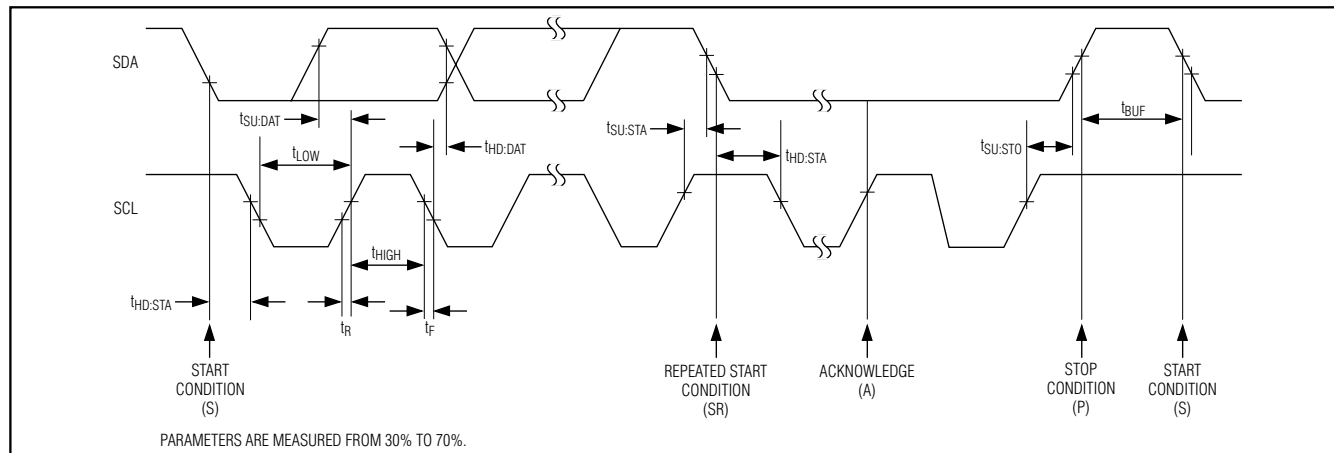 SDA
tSU:DAT
tSU:STA
tBUF
tLOW
tHD:DAT
tHD:STA
tSU:STO
SCL
tHIGH
tHD:STA
tR
tF
START
CONDITION
(S)
REPEATED START
CONDITION
(SR)
ACKNOWLEDGE
(A)
STOP
CONDITION
(P)
START
CONDITION
(S)
PARAMETERS ARE MEASURED FROM 30% TO 70%.